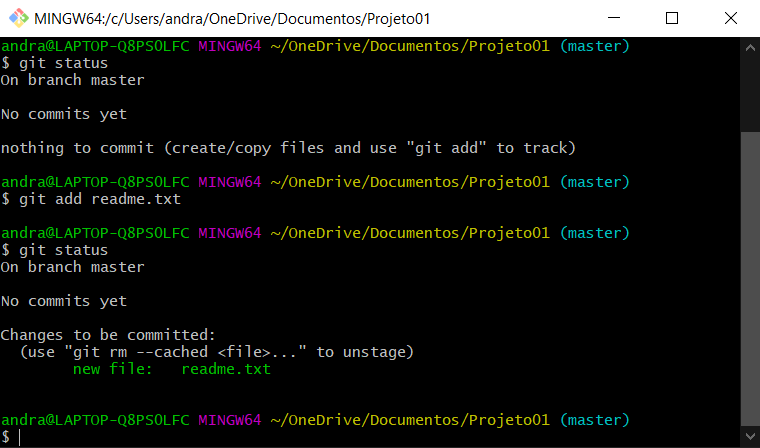 MINGW64:/c/Users/andra/OneDrive/Documentos/Projeto01
andra@LAPTOP-Q8PS0LFC MINGW64 ~/OneDrive/Documentos/Projeto01 (master)
$ git status
On branch master
No commits yet
nothing to commit (create/copy files and use "git add" to track)
andra@LAPTOP-Q8PS0LFC MINGW64 ~/OneDrive/Documentos/Projeto01 (master)
$ git add readme.txt
andra@LAPTOP-Q8PS0LFC MINGW64 ~/OneDrive/Documentos/Projeto01 (master)
$ git status
On branch master
No commits yet
Changes to be committed:
  (use "git rm --cached <file>..." to unstage)
        new file:   readme.txt
andra@LAPTOP-Q8PS0LFC MINGW64 ~/OneDrive/Documentos/Projeto01 (master)
$